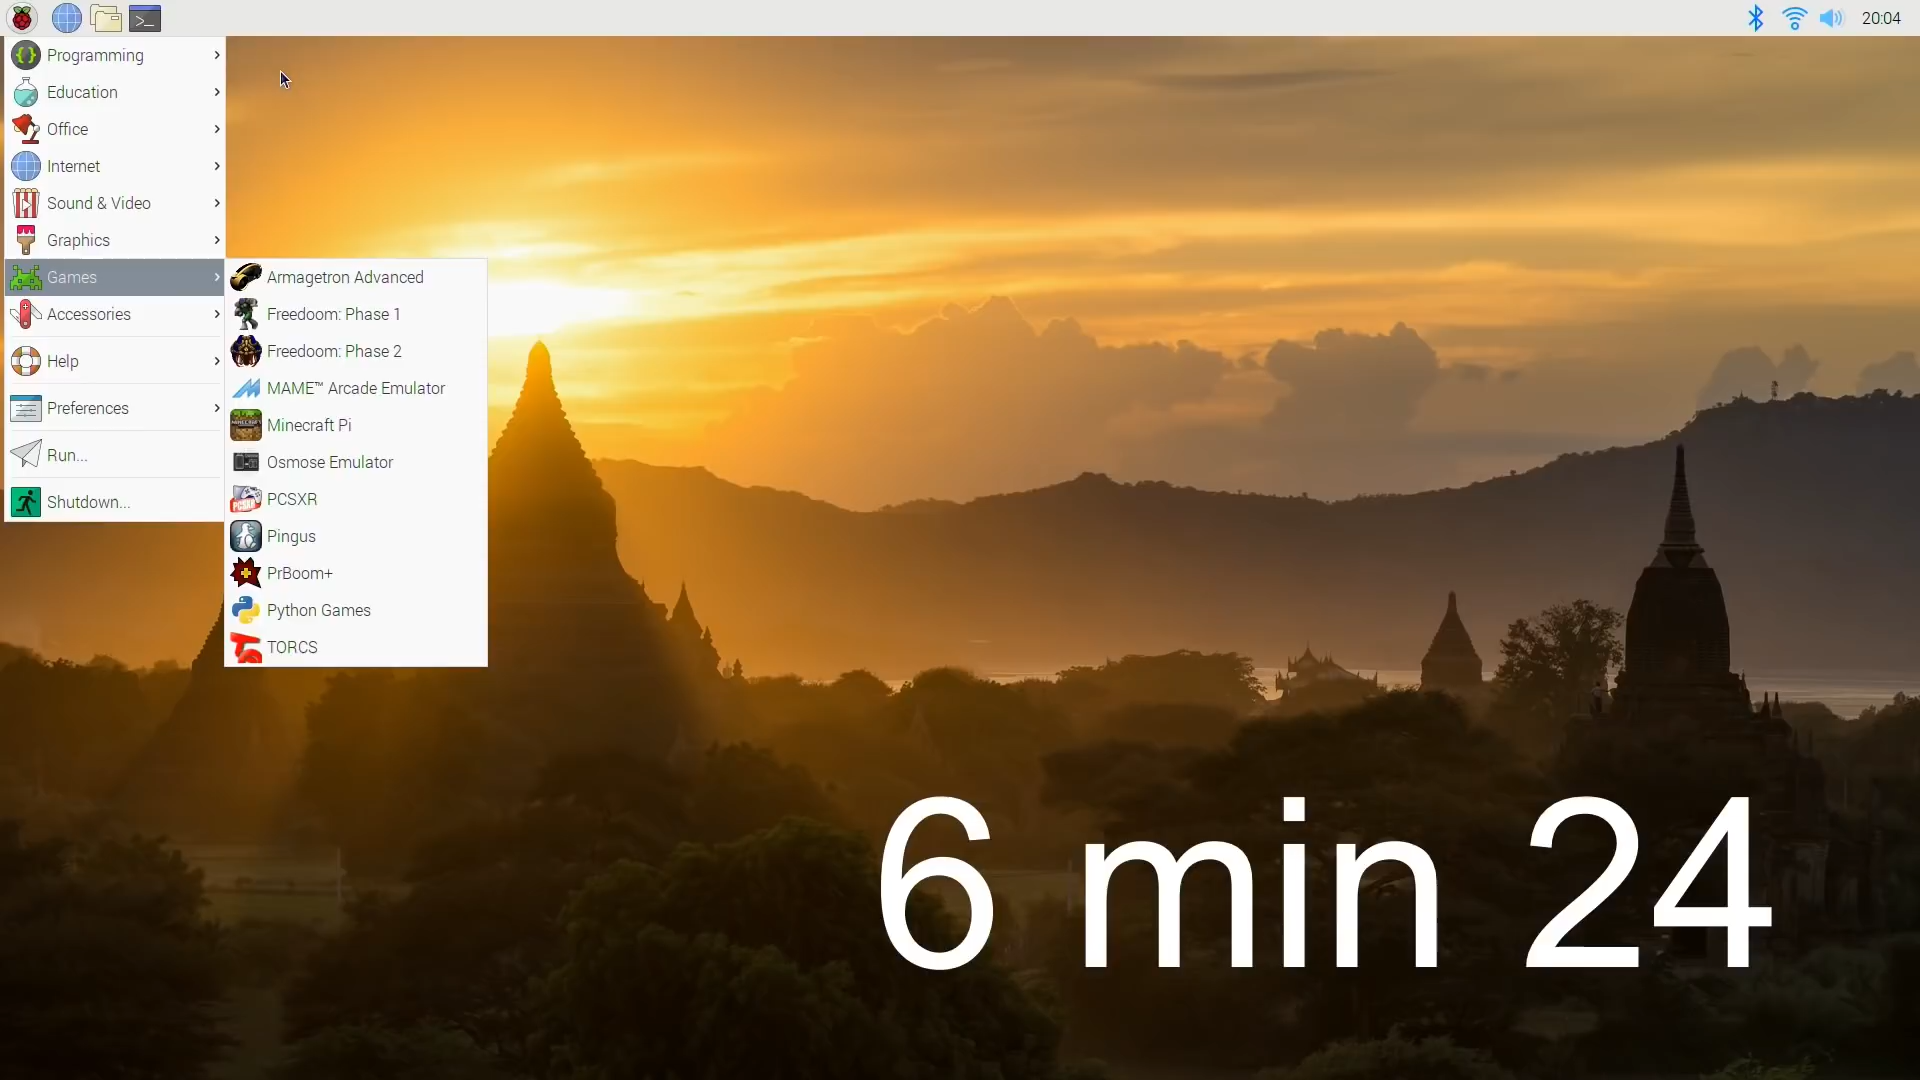 20:04
Programming
Education
Office
Internet
Sound & Video
Graphics
Games
Accessories
Help
Preferences
Run...
Shutdown...
Armagetron Advanced
Freedoom: Phase 1
Freedoom: Phase 2
MAME™ Arcade Emulator
Minecraft Pi
Osmose Emulator
PCSXR
Pingus
PrBoom+
Python Games
TORCS
6 min 24